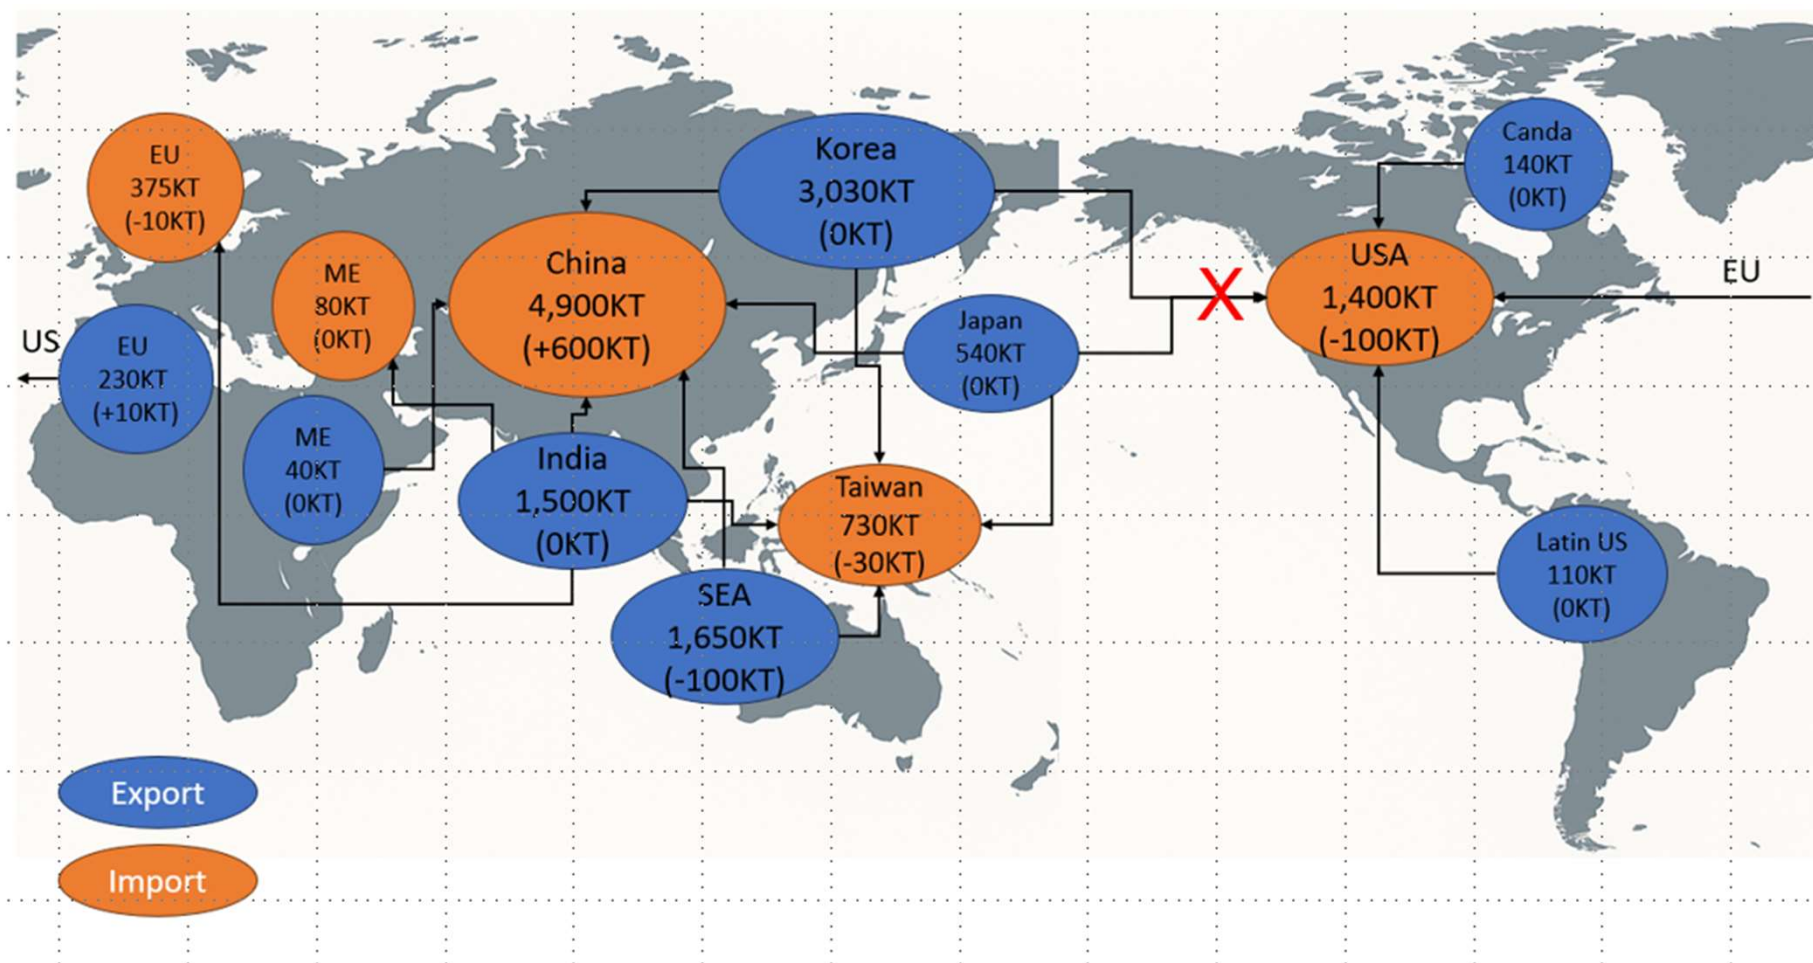 EU
375KT
(-10KT)
ME
80KT
(0KT)
China
4,900KT
(+600KT)
Korea
3,030KT
(0KT)
Canda
140KT
(0KT)
USA
1,400KT
(-100KT)
EU
X
US
EU
230KT
(+10KT)
Japan
540KT
(0KT)
ME
40KT
(0KT)
India
1,500KT
(0KT)
Taiwan
730KT
(-30KT)
Latin US
110KT
(0KT)
SEA
1,650KT
(-100KT)
Export
Import